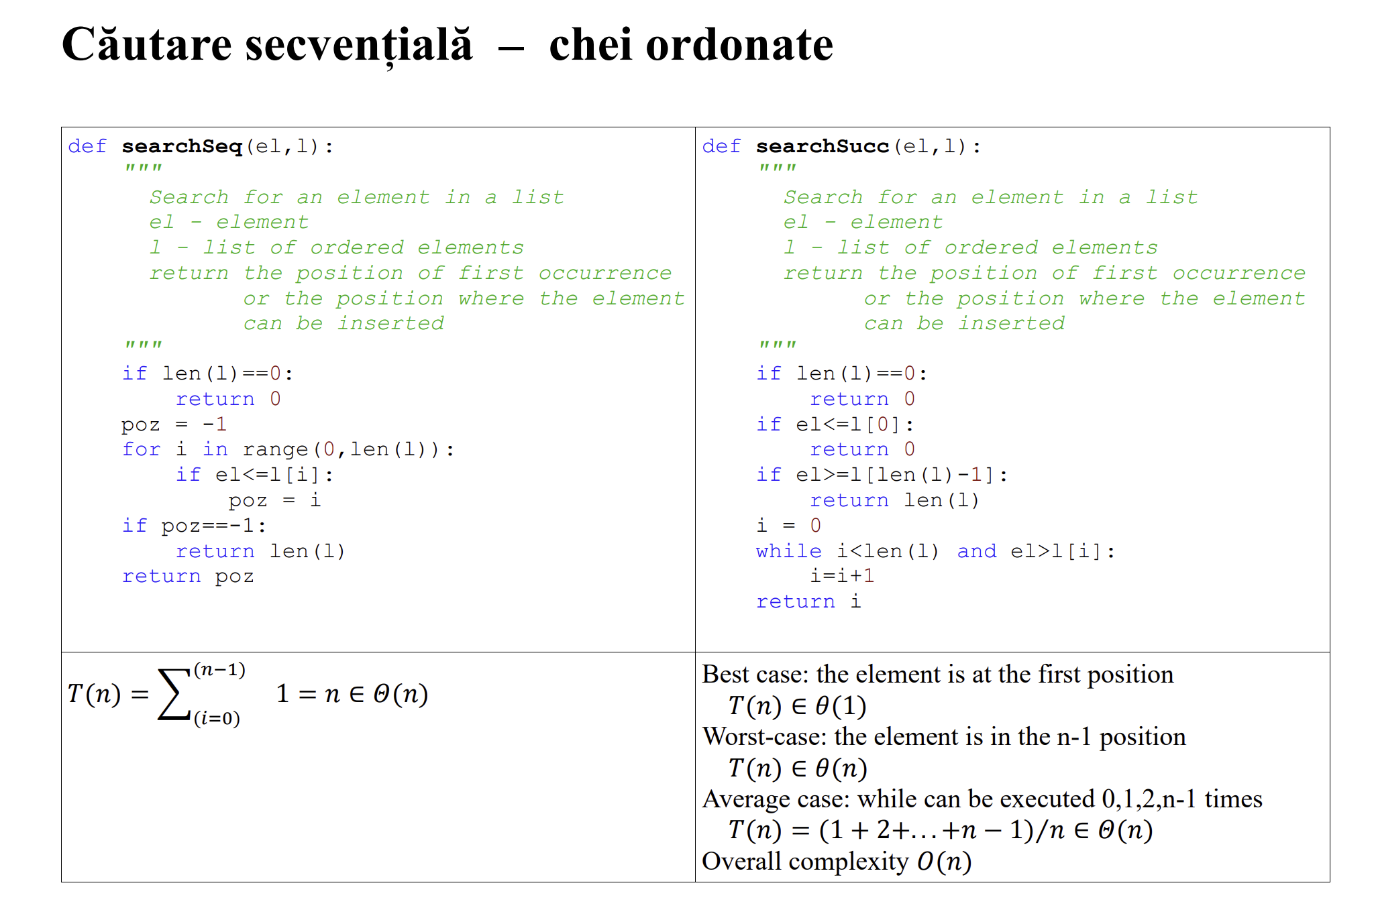 Căutare secvențială – chei ordonate
def searchSeq(el,l):
"""
Search for an element in a list
el - element
l - list of ordered elements
return the position of first occurrence
or the position where the element
can be inserted
"""
if len(l)==0:
return 0
poz = -1
for i in range(0,len(l)):
if el<=l[i]:
poz = i
if poz==-1:
return len(l)
return poz
def searchSucc(el,l):
"""
Search for an element in a list
el - element
l - list of ordered elements
return the position of first occurrence
or the position where the element
can be inserted
"""
if len(l)==0:
return 0
if el<=l[0]:
return 0
if el>=l[len(l)-1]:
return len(l)
i = 0
while i<len(l) and el>l[i]:
i=i+1
return i
T(n) = ∑_(i=0)^(n−1) 1 = n ∈ Θ(n)
Best case: the element is at the first position
T(n) ∈ θ(1)
Worst-case: the element is in the n-1 position
T(n) ∈ θ(n)
Average case: while can be executed 0,1,2,n-1 times
T(n) = (1 + 2+...+n − 1)/n ∈ Θ(n)
Overall complexity O(n)